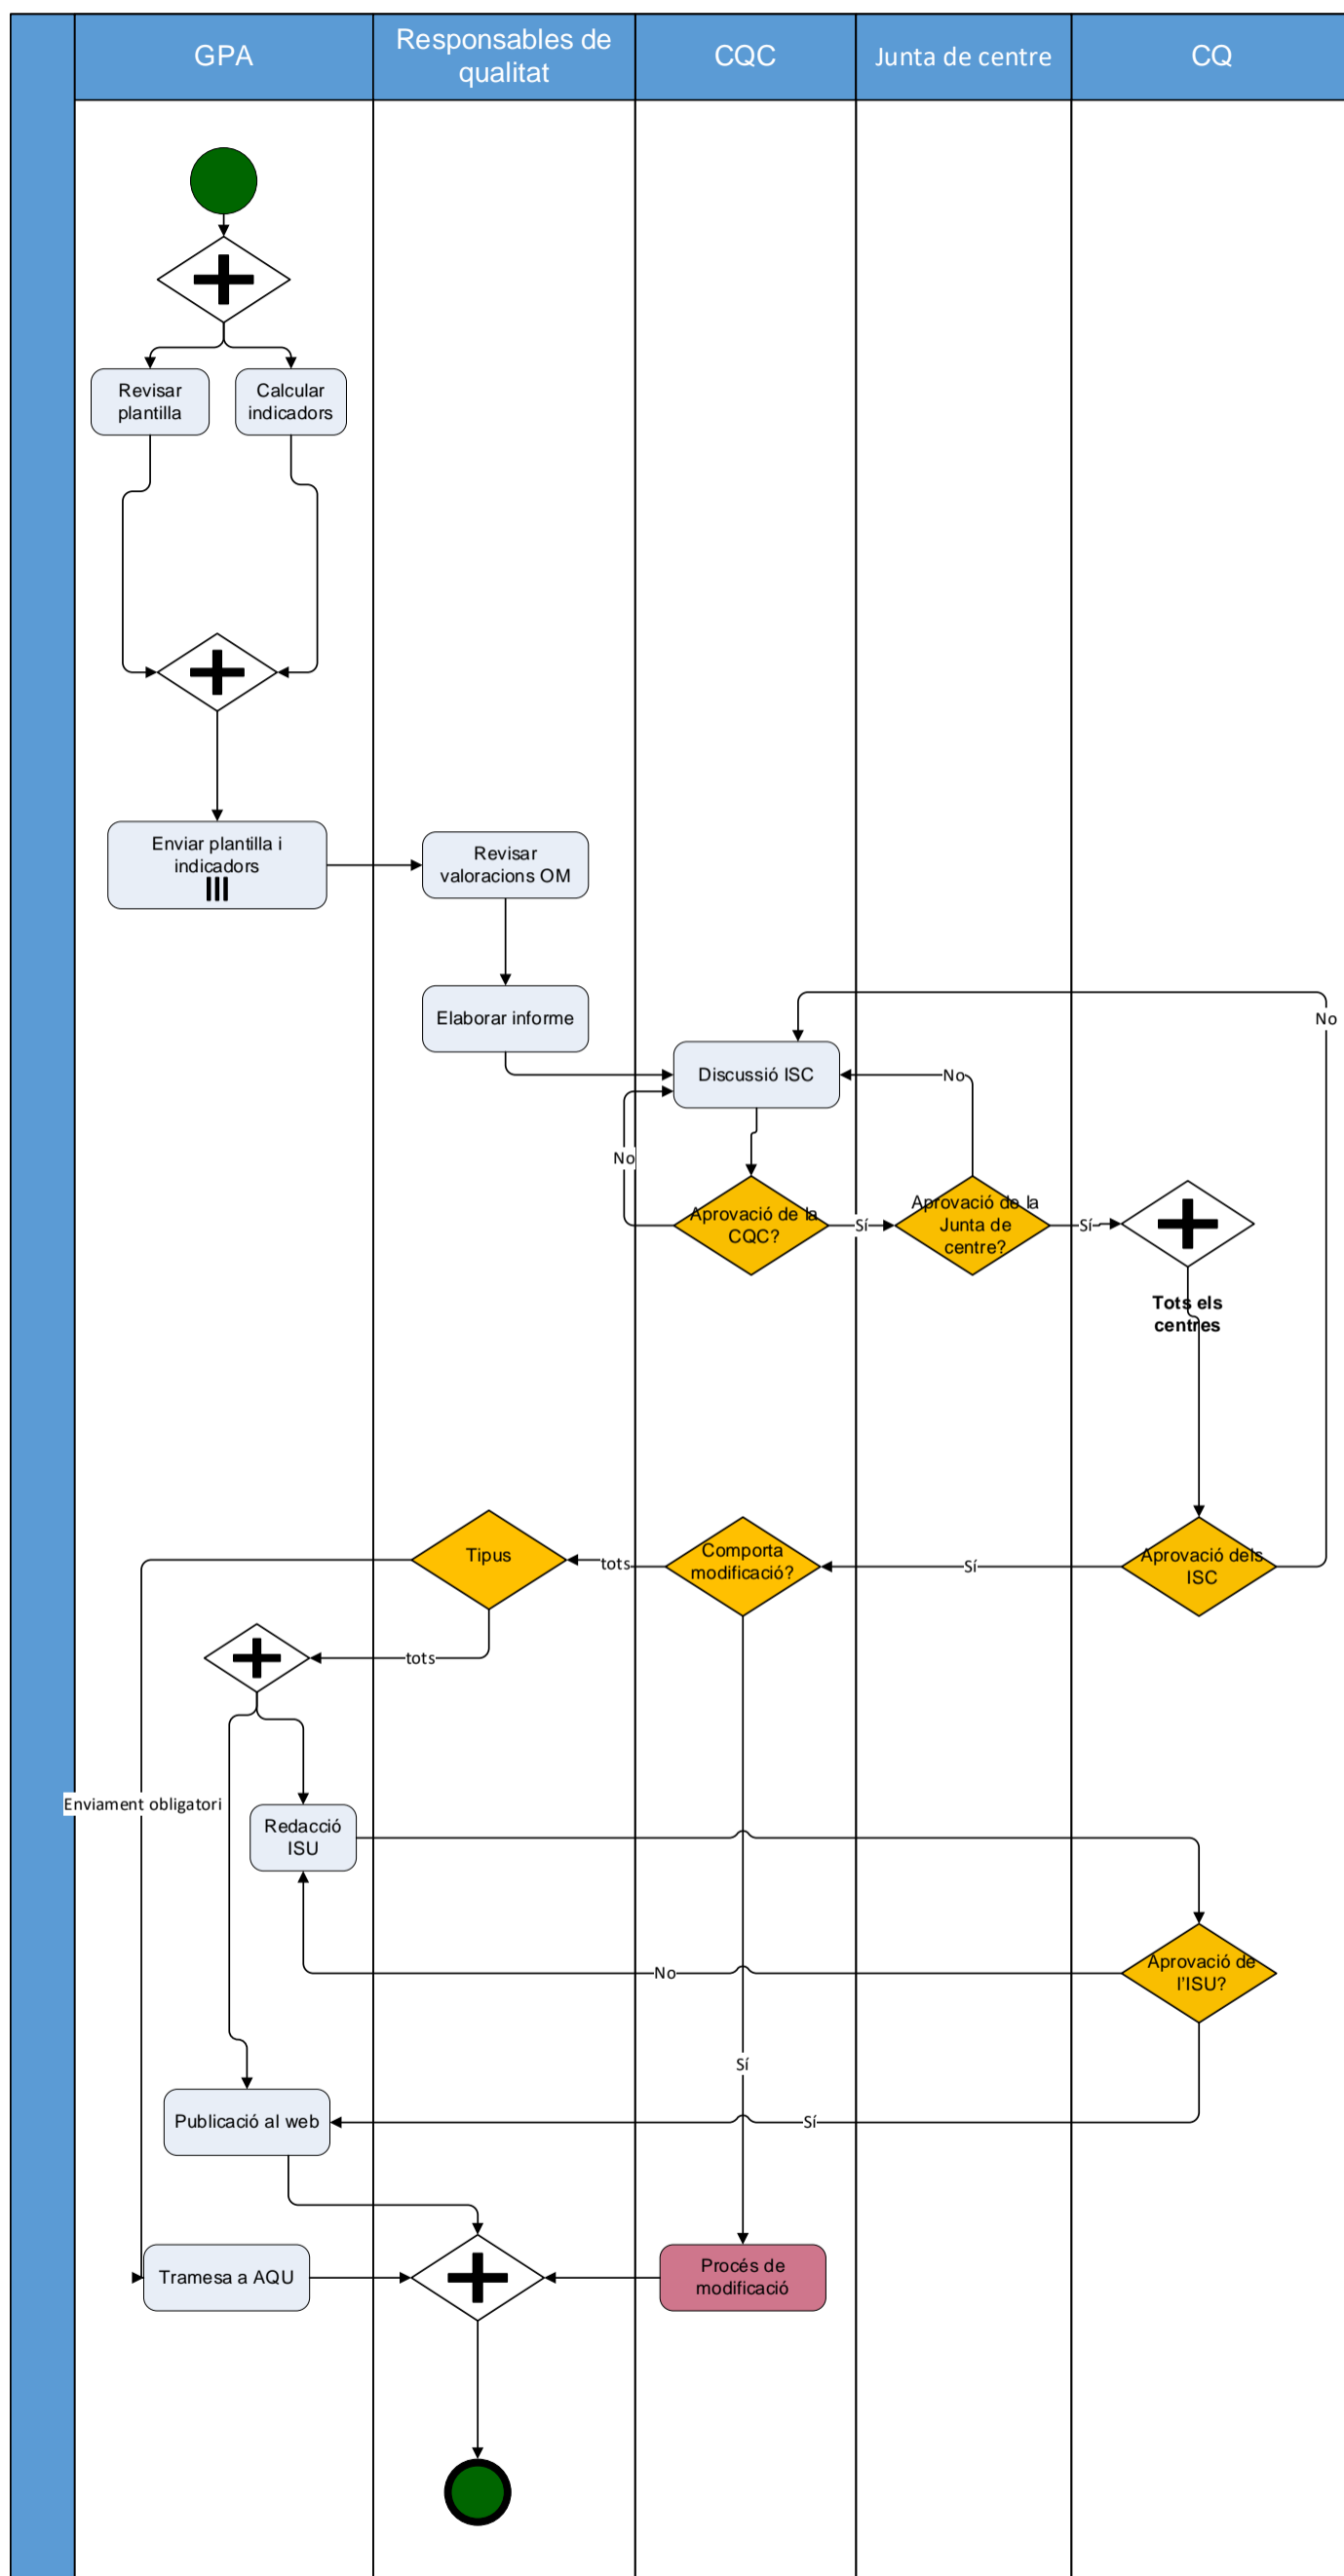 GPA
Responsables de
qualitat
CQC
Junta de centre
CQ
Revisar
plantilla
Calcular
indicadors
Enviar plantilla i
indicadors
Revisar
valoracions OM
Elaborar informe
No
Discussió ISC
No
No
Aprovació de la
CQC?
Sí
Aprovació de la
Junta de
centre?
Sí
Tots els
centres
Tipus
tots
Comporta
modificació?
Sí
Aprovació dels
ISC
tots
Enviament obligatori
Redacció
ISU
No
Aprovació de
l'ISU?
Sí
Publicació al web
Sí
Tramesa a AQU
Procés de
modificació